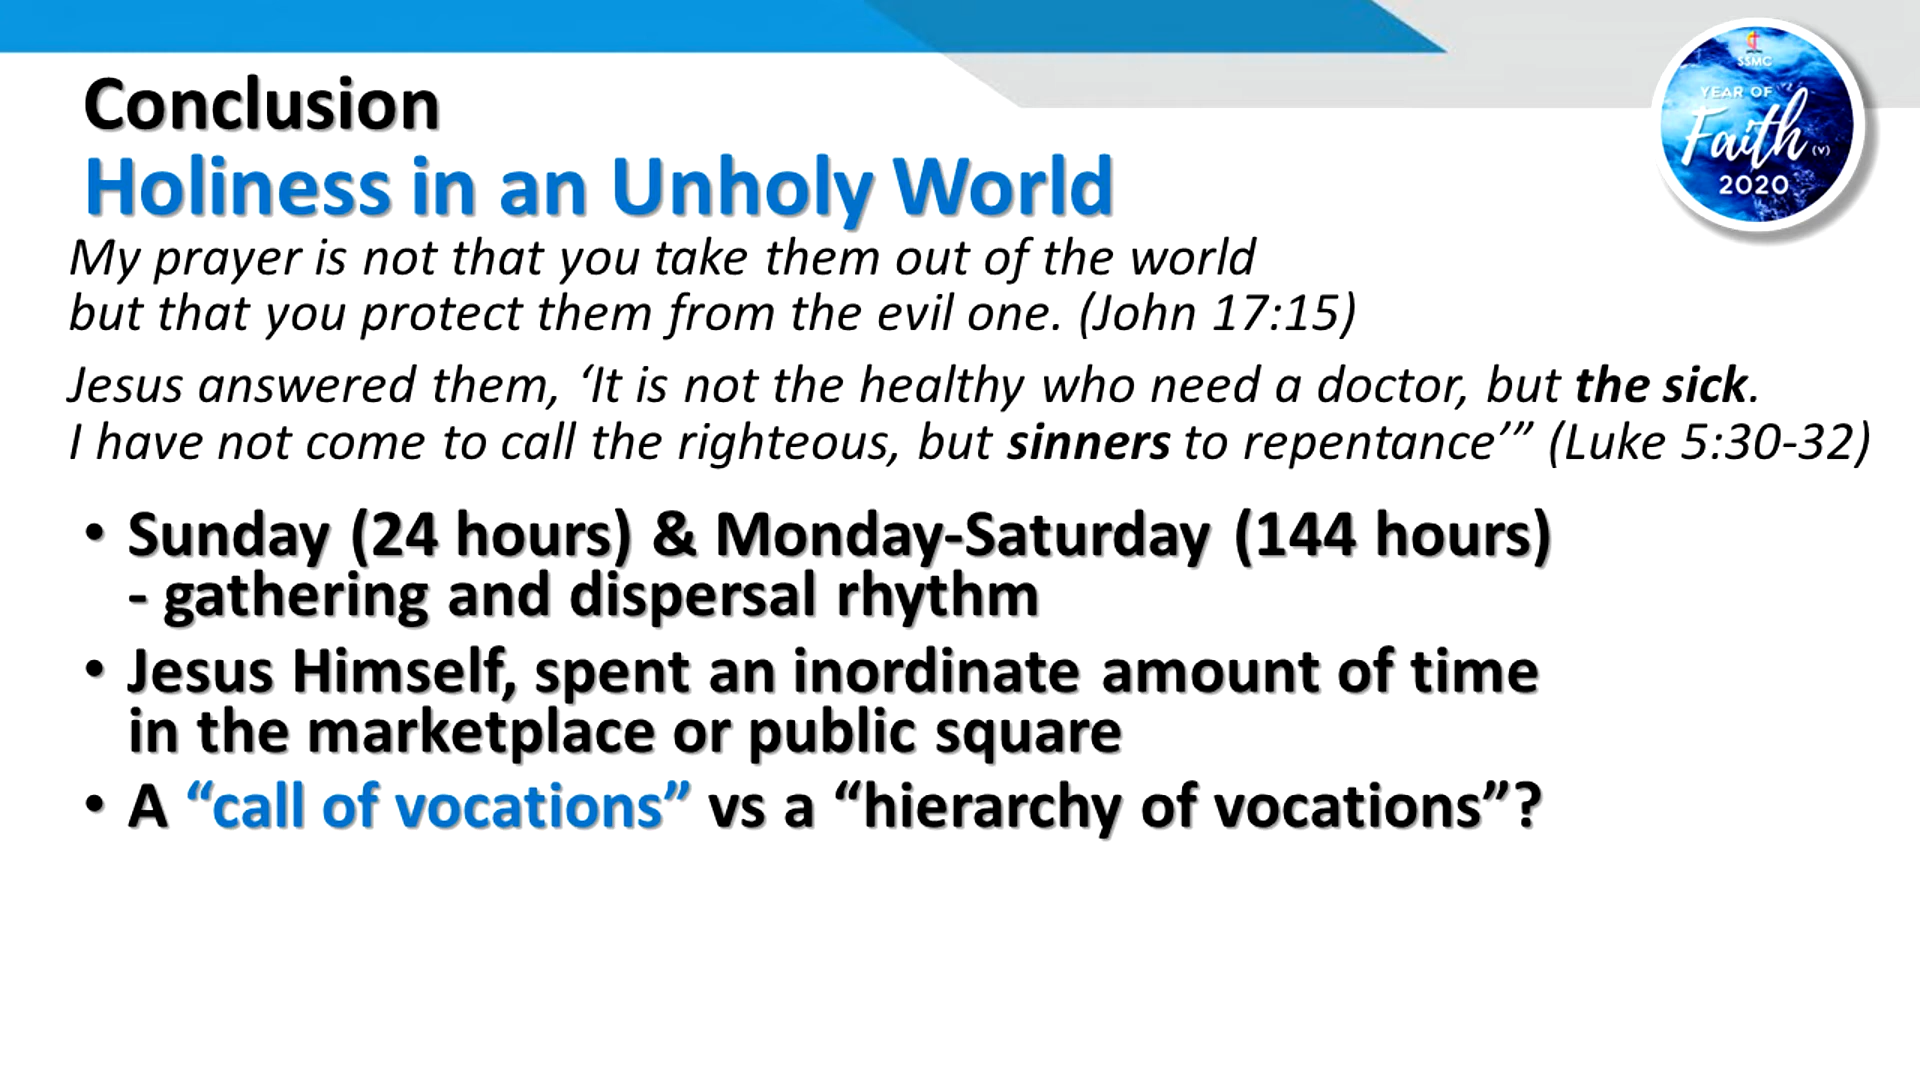 SSMC
YEAR OF
Faith (v)
2020
Conclusion
Holiness in an Unholy World
My prayer is not that you take them out of the world
but that you protect them from the evil one. (John 17:15)
Jesus answered them, ‘It is not the healthy who need a doctor, but the sick.
I have not come to call the righteous, but sinners to repentance’” (Luke 5:30-32)
• Sunday (24 hours) & Monday-Saturday (144 hours)
- gathering and dispersal rhythm
• Jesus Himself, spent an inordinate amount of time
in the marketplace or public square
• A “call of vocations” vs a “hierarchy of vocations”?